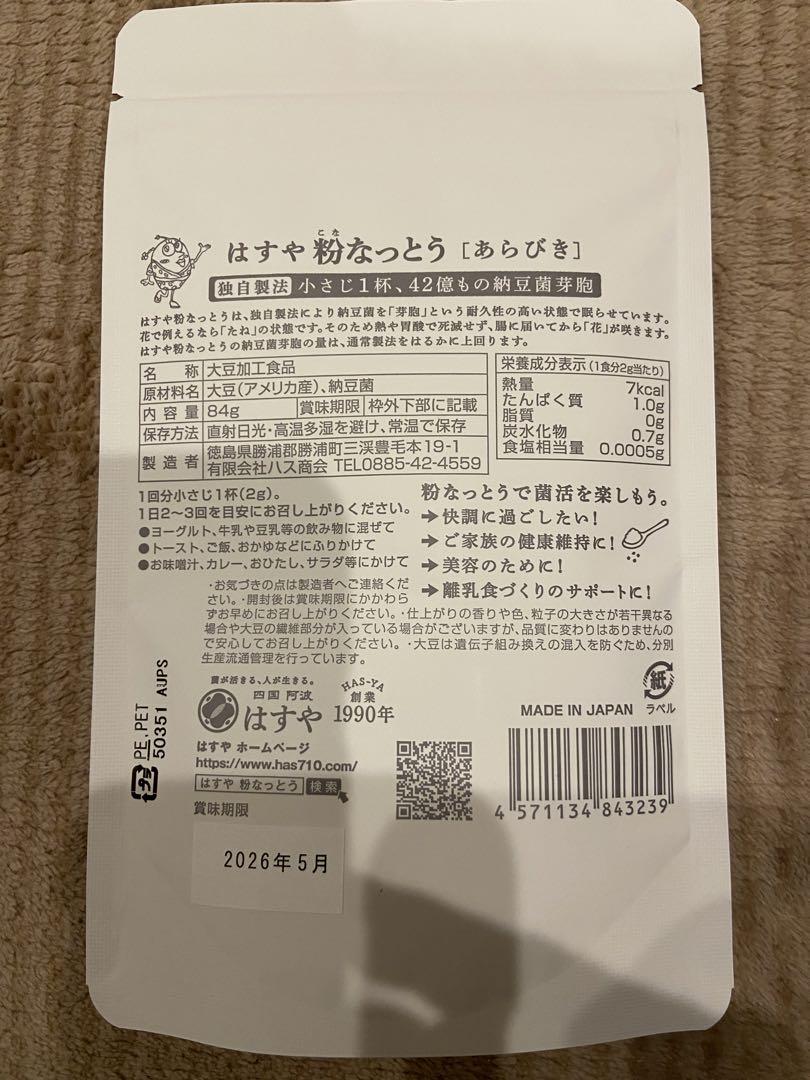 こな
はすや 粉なっとう [あらびき]
独自製法 小さじ1杯、42億もの納豆菌芽胞
はすや粉なっとうは、独自製法により納豆菌を「芽胞」という耐久性の高い状態で眠らせています。
花で例えるなら「たね」の状態です。そのため熱や胃酸で死滅せず、腸に届いてから「花」が咲きます。
はすや粉なっとうの納豆菌芽胞の量は、通常製法をはるかに上回ります。
名 称 大豆加工食品
原材料名 大豆(アメリカ産)、納豆菌
内 容 量 84g 賞味期限 枠外下部に記載
保存方法 直射日光・高温多湿を避け、常温で保存
製 造 者 徳島県勝浦郡勝浦町三渓豊毛本19-1
有限会社ハス商会 TEL0885-42-4559
栄養成分表示(1食分2g当たり)
熱量 7kcal
たんぱく質 1.0g
脂質 0g
炭水化物 0.7g
食塩相当量 0.0005g
1回分小さじ1杯(2g)。
1日2〜3回を目安にお召し上がりください。
●ヨーグルト、牛乳や豆乳等の飲み物に混ぜて
●トースト、ご飯、おかゆなどにふりかけて
●お味噌汁、カレー、おひたし、サラダ等にかけて
粉なっとうで菌活を楽しもう。
➔快調に過ごしたい!
➔ご家族の健康維持に!
➔美容のために!
➔離乳食づくりのサポートに!
・お気づきの点は製造者へご連絡くだ
さい。・開封後は賞味期限にかかわら
ずお早めにお召し上がりください。・仕上がりの香りや色、粒子の大きさが若干異なる
場合や大豆の繊維部分が入っている場合がございますが、品質に変わりはありませんの
で安心してお召し上がりください。・大豆は遺伝子組み換えの混入を防ぐため、分別
生産流通管理を行っています。
菌が活きる、人が生きる。
四国 阿波
はすや
HAS-YA
創業
1990年
はすや ホームページ
https://www.has710.com/
はすや 粉なっとう 検索
賞味期限
2026年5月
紙
ラベル
MADE IN JAPAN
4 571134 843239
プラ
PE,PET
50351 AUPS